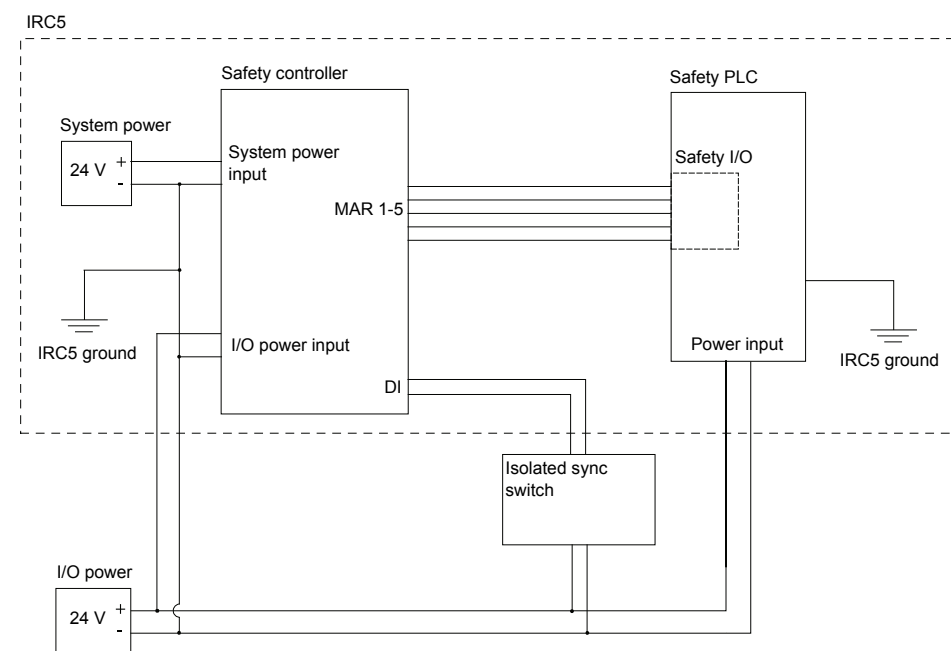 IRC5
Safety controller
Safety PLC
System power
24 V
+
-
System power
input
Safety I/O
MAR 1-5
IRC5 ground
I/O power input
Power input
IRC5 ground
DI
Isolated sync
switch
I/O power
24 V
+
-